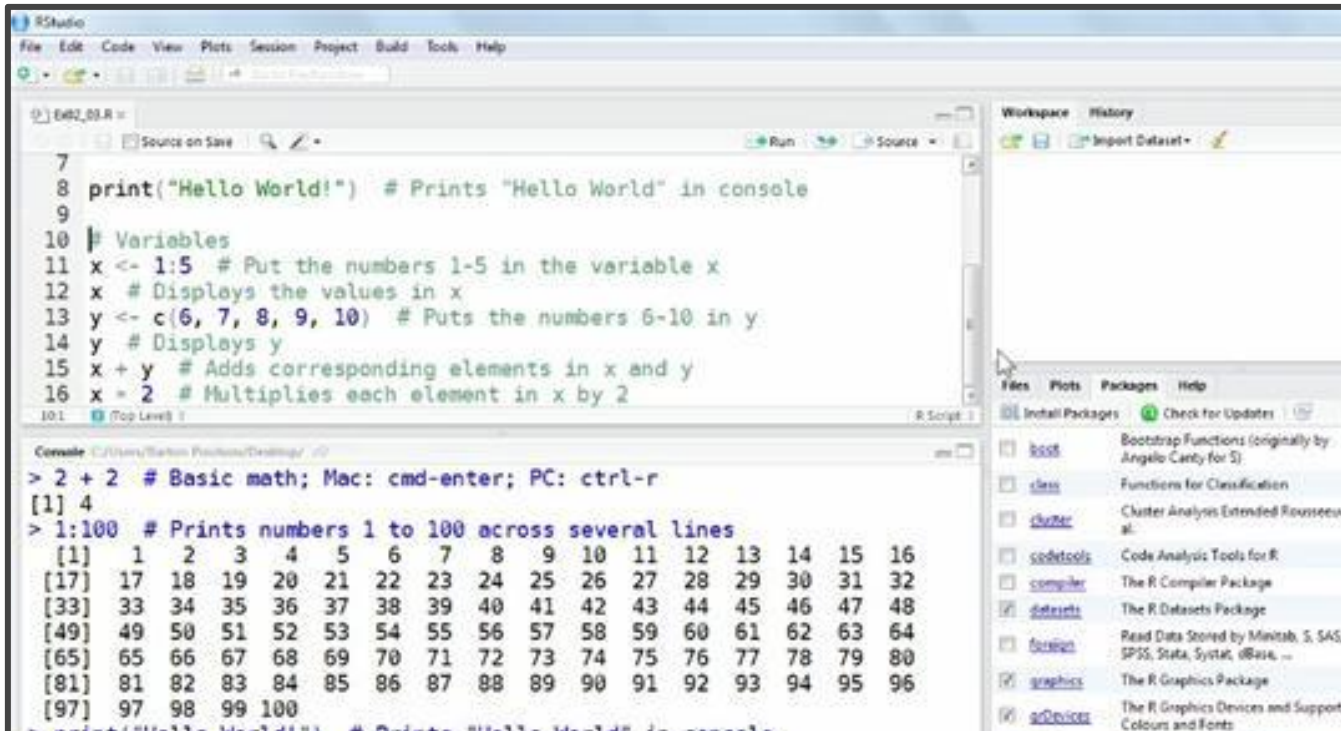 RStudio
File Edit Code View Plots Session Project Build Tools Help
Ex02_03.R
Source on Save Run Source
7
8 print("Hello World!") # Prints "Hello World" in console
9
10 # Variables
11 x <- 1:5 # Put the numbers 1-5 in the variable x
12 x # Displays the values in x
13 y <- c(6, 7, 8, 9, 10) # Puts the numbers 6-10 in y
14 y # Displays y
15 x + y # Adds corresponding elements in x and y
16 x * 2 # Multiplies each element in x by 2
10:1 (Top Level) R Script
Console
> 2 + 2 # Basic math; Mac: cmd-enter; PC: ctrl-r
[1] 4
> 1:100 # Prints numbers 1 to 100 across several lines
[1] 1 2 3 4 5 6 7 8 9 10 11 12 13 14 15 16
[17] 17 18 19 20 21 22 23 24 25 26 27 28 29 30 31 32
[33] 33 34 35 36 37 38 39 40 41 42 43 44 45 46 47 48
[49] 49 50 51 52 53 54 55 56 57 58 59 60 61 62 63 64
[65] 65 66 67 68 69 70 71 72 73 74 75 76 77 78 79 80
[81] 81 82 83 84 85 86 87 88 89 90 91 92 93 94 95 96
[97] 97 98 99 100
> print("Hello World!") # Prints "Hello World" in console
Workspace History
Import Dataset
Files Plots Packages Help
Install Packages Check for Updates
boot Bootstrap Functions (originally by
Angelo Canty for S)
class Functions for Classification
cluster Cluster Analysis Extended Rousseeuw
al.
codetools Code Analysis Tools for R
compiler The R Compiler Package
datasets The R Datasets Package
foreign Read Data Stored by Minitab, S, SAS,
SPSS, Stata, Systat, dBase, ...
graphics The R Graphics Package
grDevices The R Graphics Devices and Support
Colours and Fonts